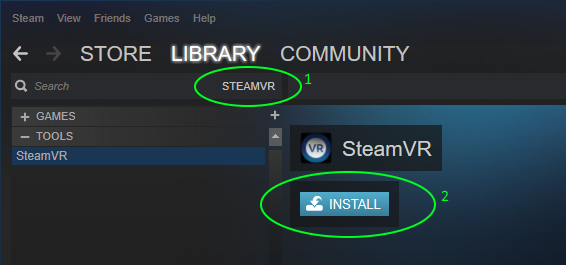 Steam View Friends Games Help
STORE LIBRARY COMMUNITY
Search STEAMVR 1
+ GAMES +
− TOOLS
SteamVR
VR SteamVR
INSTALL 2